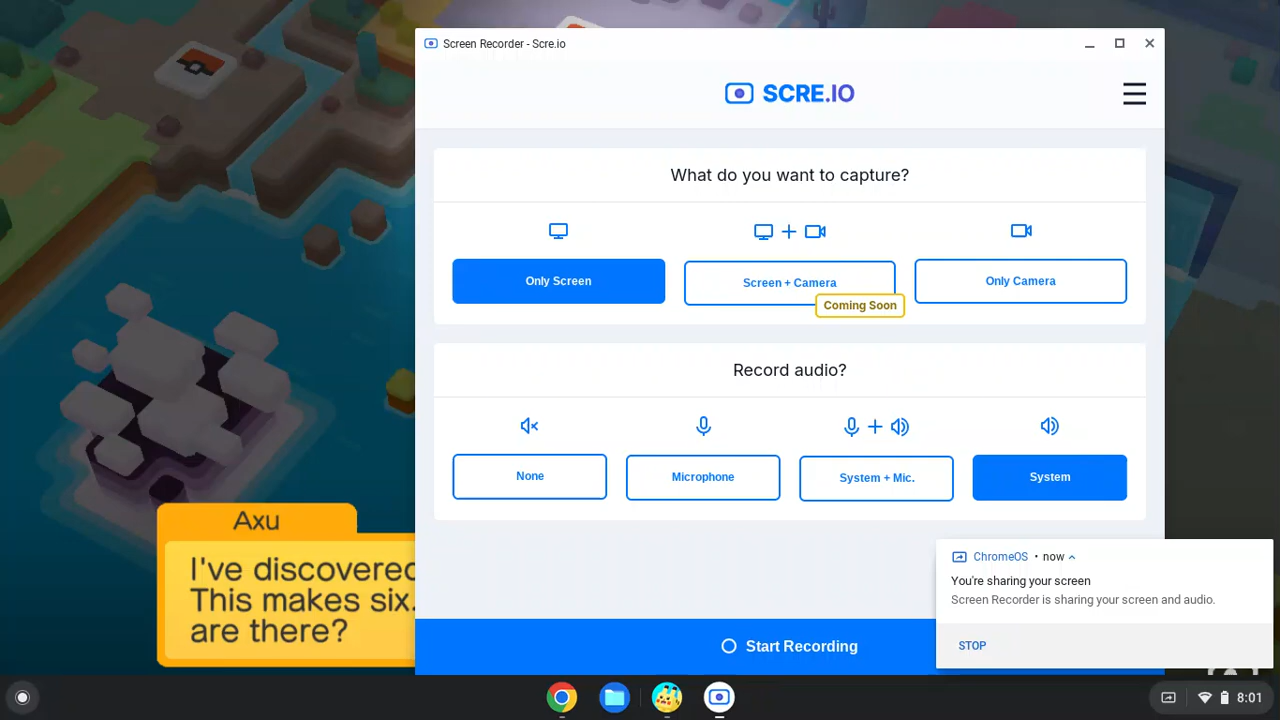 Screen Recorder - Scre.io
SCRE.IO
What do you want to capture?
Only Screen
Screen + Camera
Coming Soon
Only Camera
Record audio?
None
Microphone
System + Mic.
System
Axu
I've discovered
This makes six.
are there?
ChromeOS • now
You're sharing your screen
Screen Recorder is sharing your screen and audio.
STOP
Start Recording
8:01